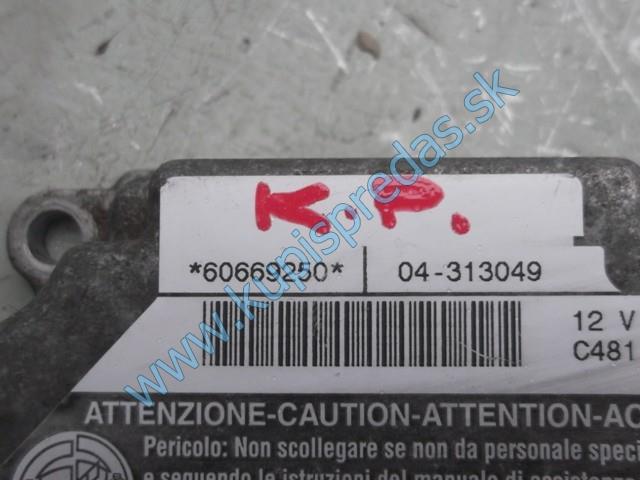 K.R.
*60669250* 04-313049
12 V
C481
ATTENZIONE-CAUTION-ATTENTION-AC
Pericolo: Non scollegare se non da personale speci
e seguendo le istruzioni del manuale di assistenza
www.kupispredas.sk